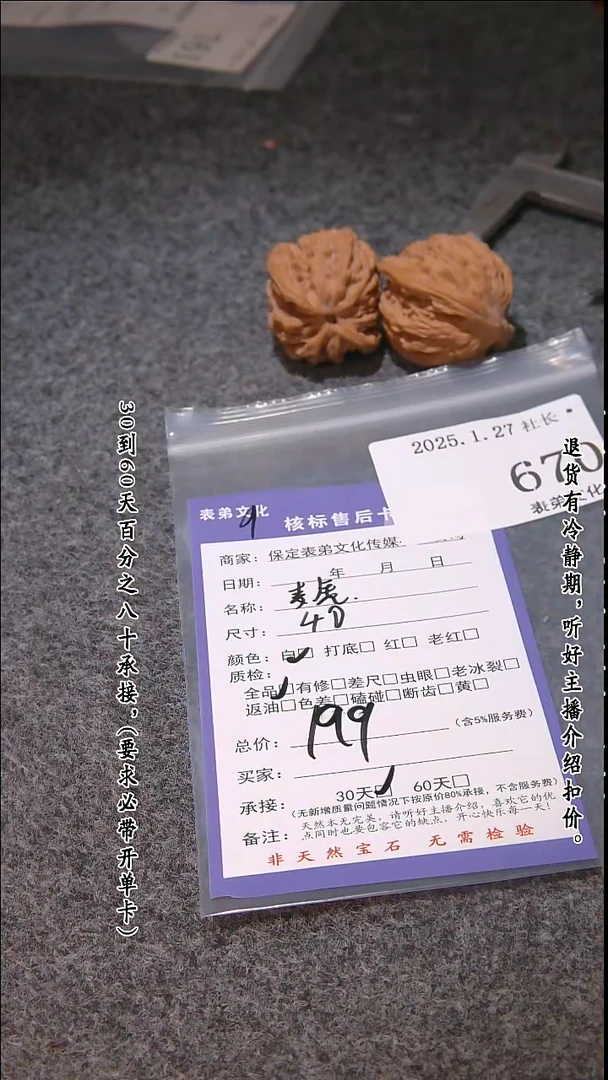 2025.1.27 社长
670
表弟文化
表弟文化
核标售后卡
商家：保定表弟文化传媒
日期： 年 月 日
名称：
尺寸：40
颜色：白☑ 打底□ 红□ 老红□
质检：
全品☑有修□差尺□虫眼□老冰裂□
返油□色差□磕碰□断齿□黄□
总价：199（含5%服务费）
买家：
承接：30天☑ 60天□
（无新增质量问题情况下按原价80%承接，不含服务费）
备注：天然本无完美，请听好主播介绍，喜欢它的优
点同时也要包容它的缺点，开心快乐每一天！
非天然宝石 无需检验
退货有冷静期，听好主播介绍扣价。
30到60天百分之八十承接，（要求必带开单卡）